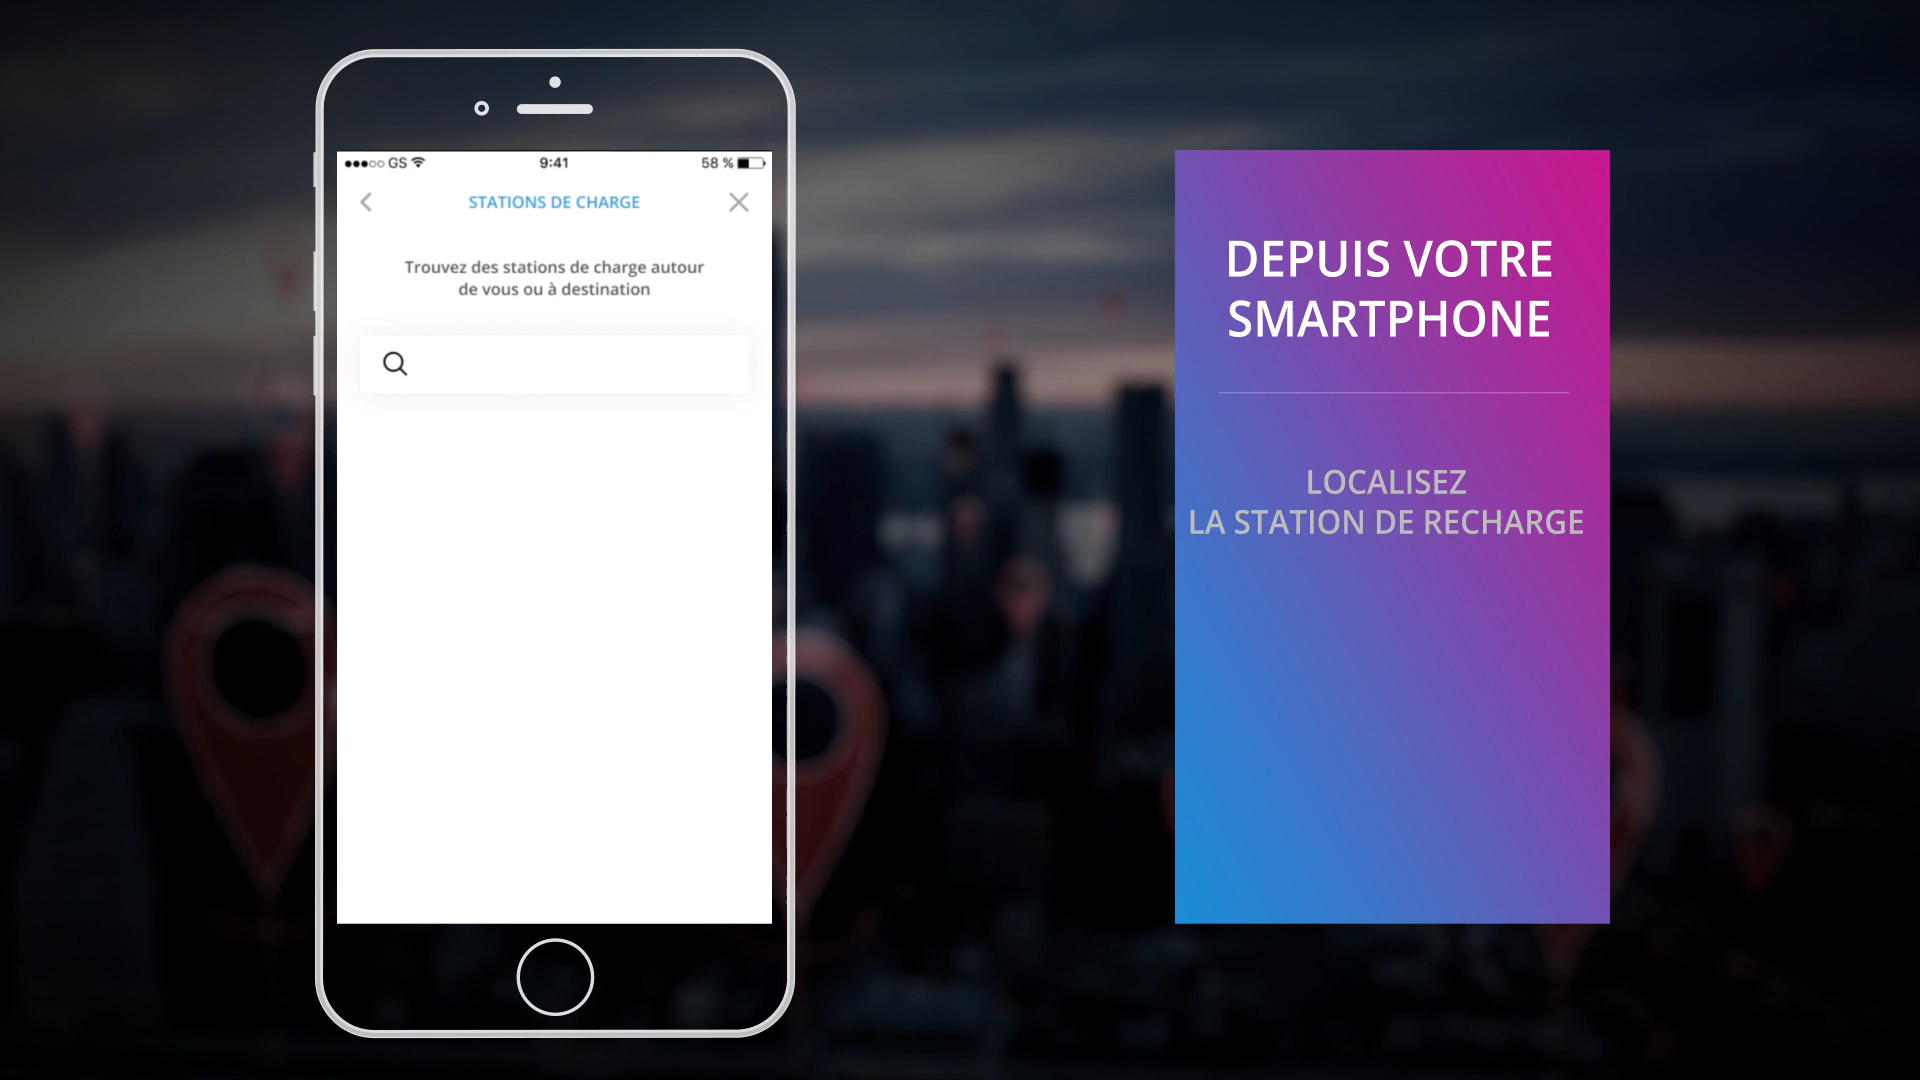 GS 9:41 58 %
STATIONS DE CHARGE
Trouvez des stations de charge autour
de vous ou à destination
DEPUIS VOTRE
SMARTPHONE
LOCALISEZ
LA STATION DE RECHARGE